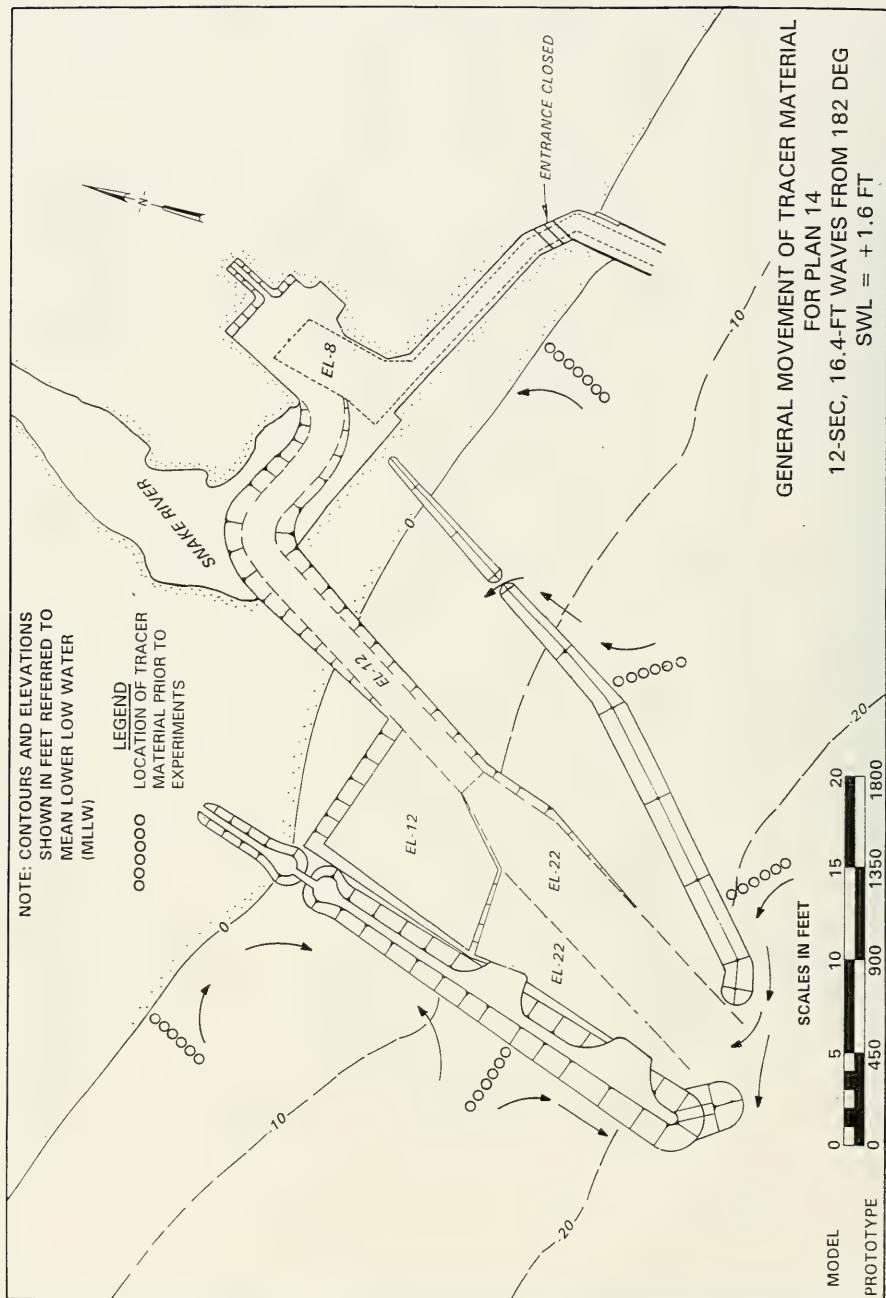 NOTE: CONTOURS AND ELEVATIONS
SHOWN IN FEET REFERRED TO
MEAN LOWER LOW WATER
(MLLW)
LEGEND
OOOOOO LOCATION OF TRACER
MATERIAL PRIOR TO
EXPERIMENTS
SNAKE RIVER
-N-
ENTRANCE CLOSED
EL-8
EL-12
EL-12
EL-22
EL-22
0
0
-10
-10
-20
-20
GENERAL MOVEMENT OF TRACER MATERIAL
FOR PLAN 14
12-SEC, 16.4-FT WAVES FROM 182 DEG
SWL = +1.6 FT
SCALES IN FEET
MODEL 0 5 10 15 20
PROTOTYPE 0 450 900 1350 1800